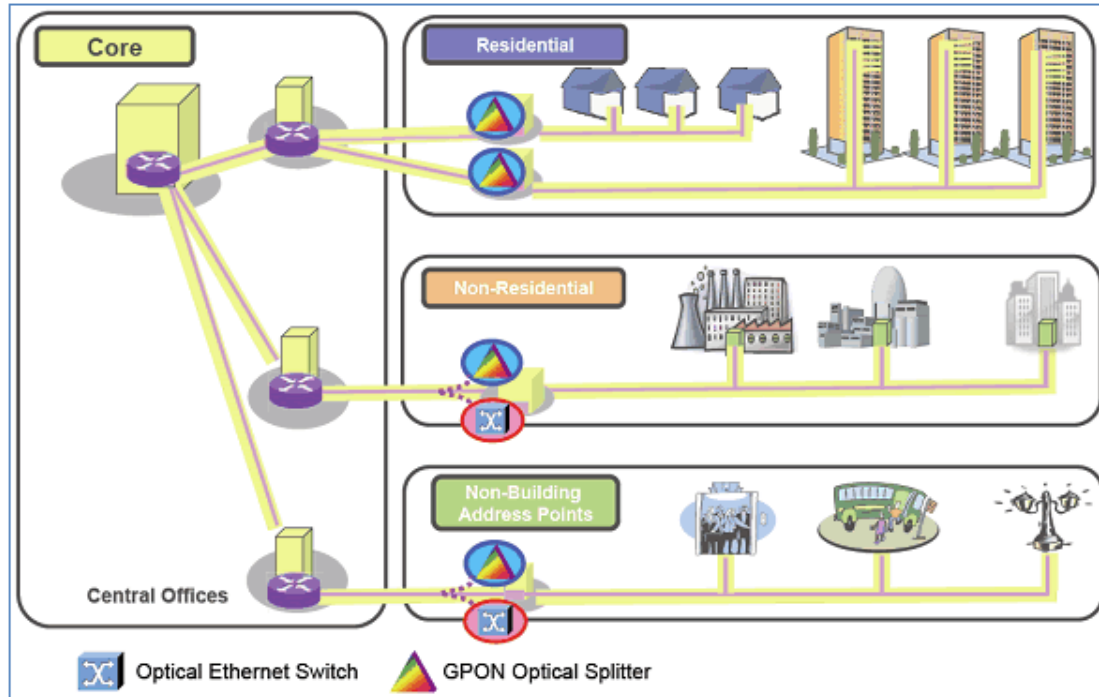 Core
Residential
Non-Residential
Non-Building
Address Points
Central Offices
Optical Ethernet Switch
GPON Optical Splitter